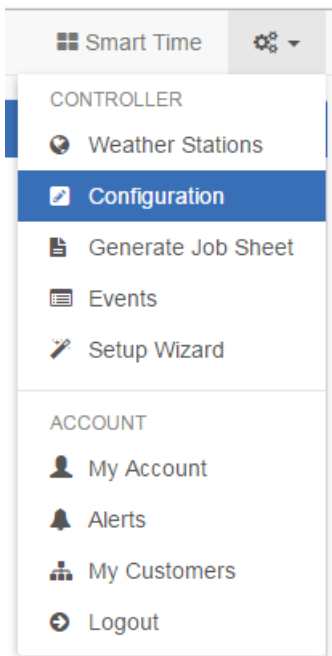 Smart Time
CONTROLLER
Weather Stations
Configuration
Generate Job Sheet
Events
Setup Wizard
ACCOUNT
My Account
Alerts
My Customers
Logout